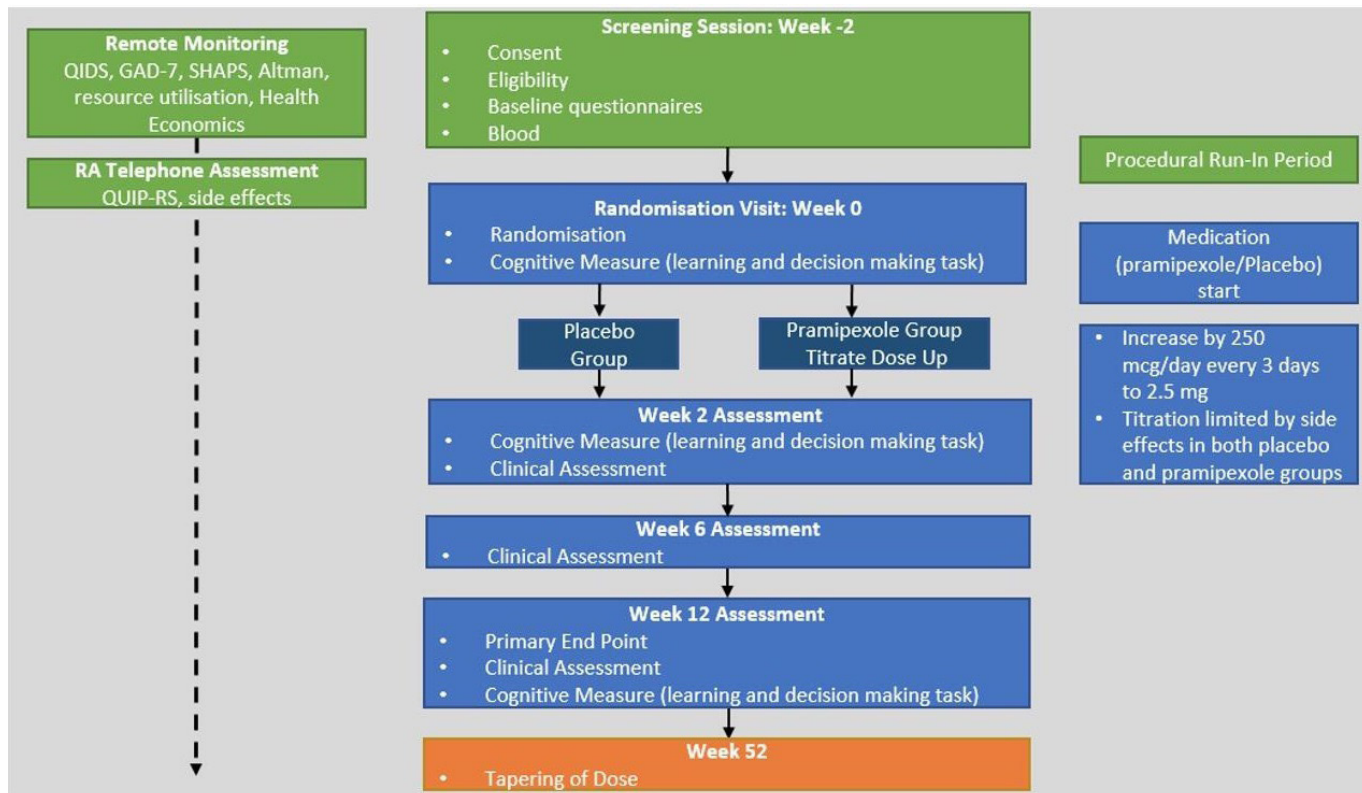 Remote Monitoring
QIDS, GAD-7, SHAPS, Altman,
resource utilisation, Health
Economics
RA Telephone Assessment
QUIP-RS, side effects
Screening Session: Week -2
• Consent
• Eligibility
• Baseline questionnaires
• Blood
Randomisation Visit: Week 0
• Randomisation
• Cognitive Measure (learning and decision making task)
Placebo
Group
Pramipexole Group
Titrate Dose Up
Week 2 Assessment
• Cognitive Measure (learning and decision making task)
• Clinical Assessment
Week 6 Assessment
• Clinical Assessment
Week 12 Assessment
• Primary End Point
• Clinical Assessment
• Cognitive Measure (learning and decision making task)
Week 52
• Tapering of Dose
Procedural Run-In Period
Medication
(pramipexole/Placebo)
start
• Increase by 250
mcg/day every 3 days
to 2.5 mg
• Titration limited by side
effects in both placebo
and pramipexole groups